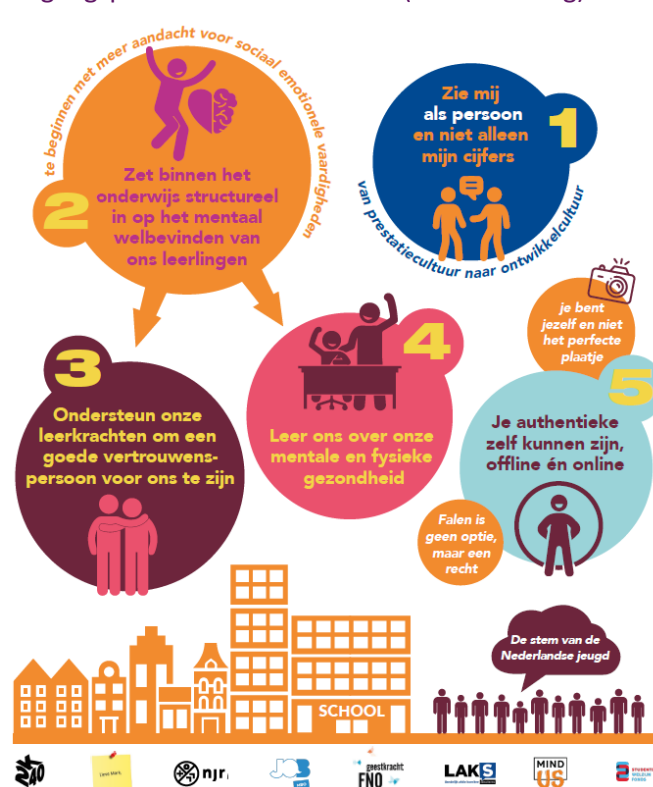 te beginnen met meer aandacht voor sociaal emotionele vaardigheden
2
Zet binnen het
onderwijs structureel
in op het mentaal
welbevinden van
ons leerlingen
1
Zie mij
als persoon
en niet alleen
mijn cijfers
van prestatiecultuur naar ontwikkelcultuur
3
Ondersteun onze
leerkrachten om een
goede vertrouwens-
persoon voor ons te zijn
4
Leer ons over onze
mentale en fysieke
gezondheid
je bent
jezelf en niet
het perfecte
plaatje
5
Je authentieke
zelf kunnen zijn,
offline én online
Falen is
geen optie,
maar een
recht
De stem van de
Nederlandse jeugd
SCHOOL
njr
JOB
geestkracht
FNO
LAKS
MIND
US